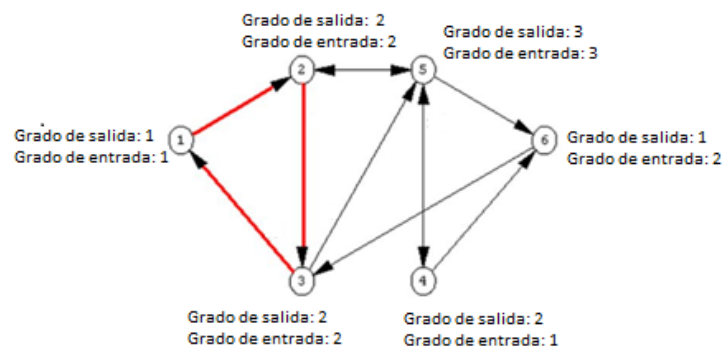 Grado de salida: 2
Grado de entrada: 2
Grado de salida: 3
Grado de entrada: 3
2
5
Grado de salida: 1
Grado de entrada: 1
1
6
Grado de salida: 1
Grado de entrada: 2
3
4
Grado de salida: 2
Grado de entrada: 2
Grado de salida: 2
Grado de entrada: 1